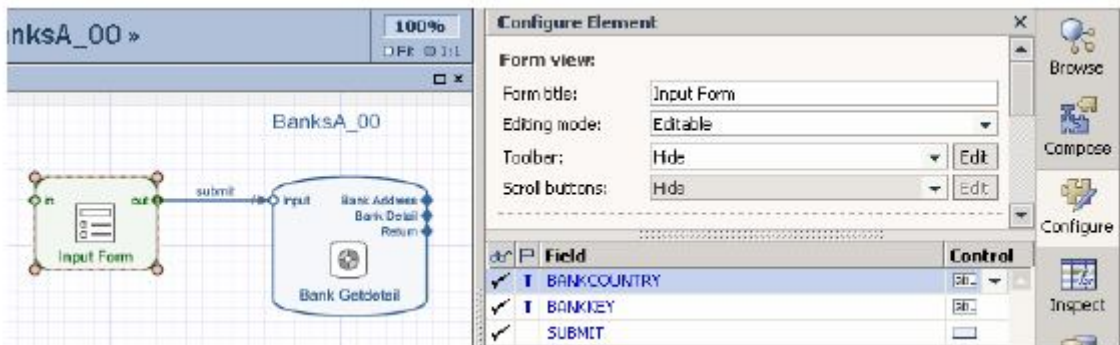 nksA_00 »
100%
1:1
BanksA_00
in
out
submit
Input
Bank Address
Bank Detail
Return
Input Form
Bank Getdetail
Configure Element
Form view:
Form title:
Input Form
Editing mode:
Editable
Toolbar:
Hide
Edit
Scroll buttons:
Hide
Edit
Field
Control
T BANKCOUNTRY
T BANKKEY
SUBMIT
Browse
Compose
Configure
Inspect